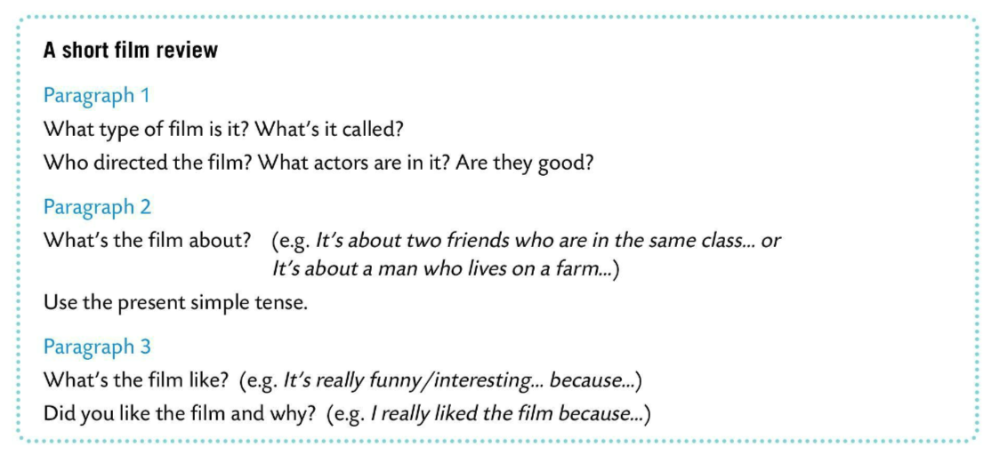 A short film review
Paragraph 1
What type of film is it? What's it called?
Who directed the film? What actors are in it? Are they good?
Paragraph 2
What's the film about? (e.g. It's about two friends who are in the same class... or
It's about a man who lives on a farm...)
Use the present simple tense.
Paragraph 3
What's the film like? (e.g. It's really funny/interesting... because...)
Did you like the film and why? (e.g. I really liked the film because...)